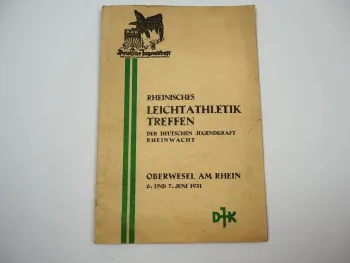 Deutsche Jugendkraft
RHEINISCHES
LEICHTATHLETIK
TREFFEN
DER DEUTSCHEN JUGENDKRAFT
RHEINWACHT
OBERWESEL AM RHEIN
6. UND 7. JUNI 1931
DJK